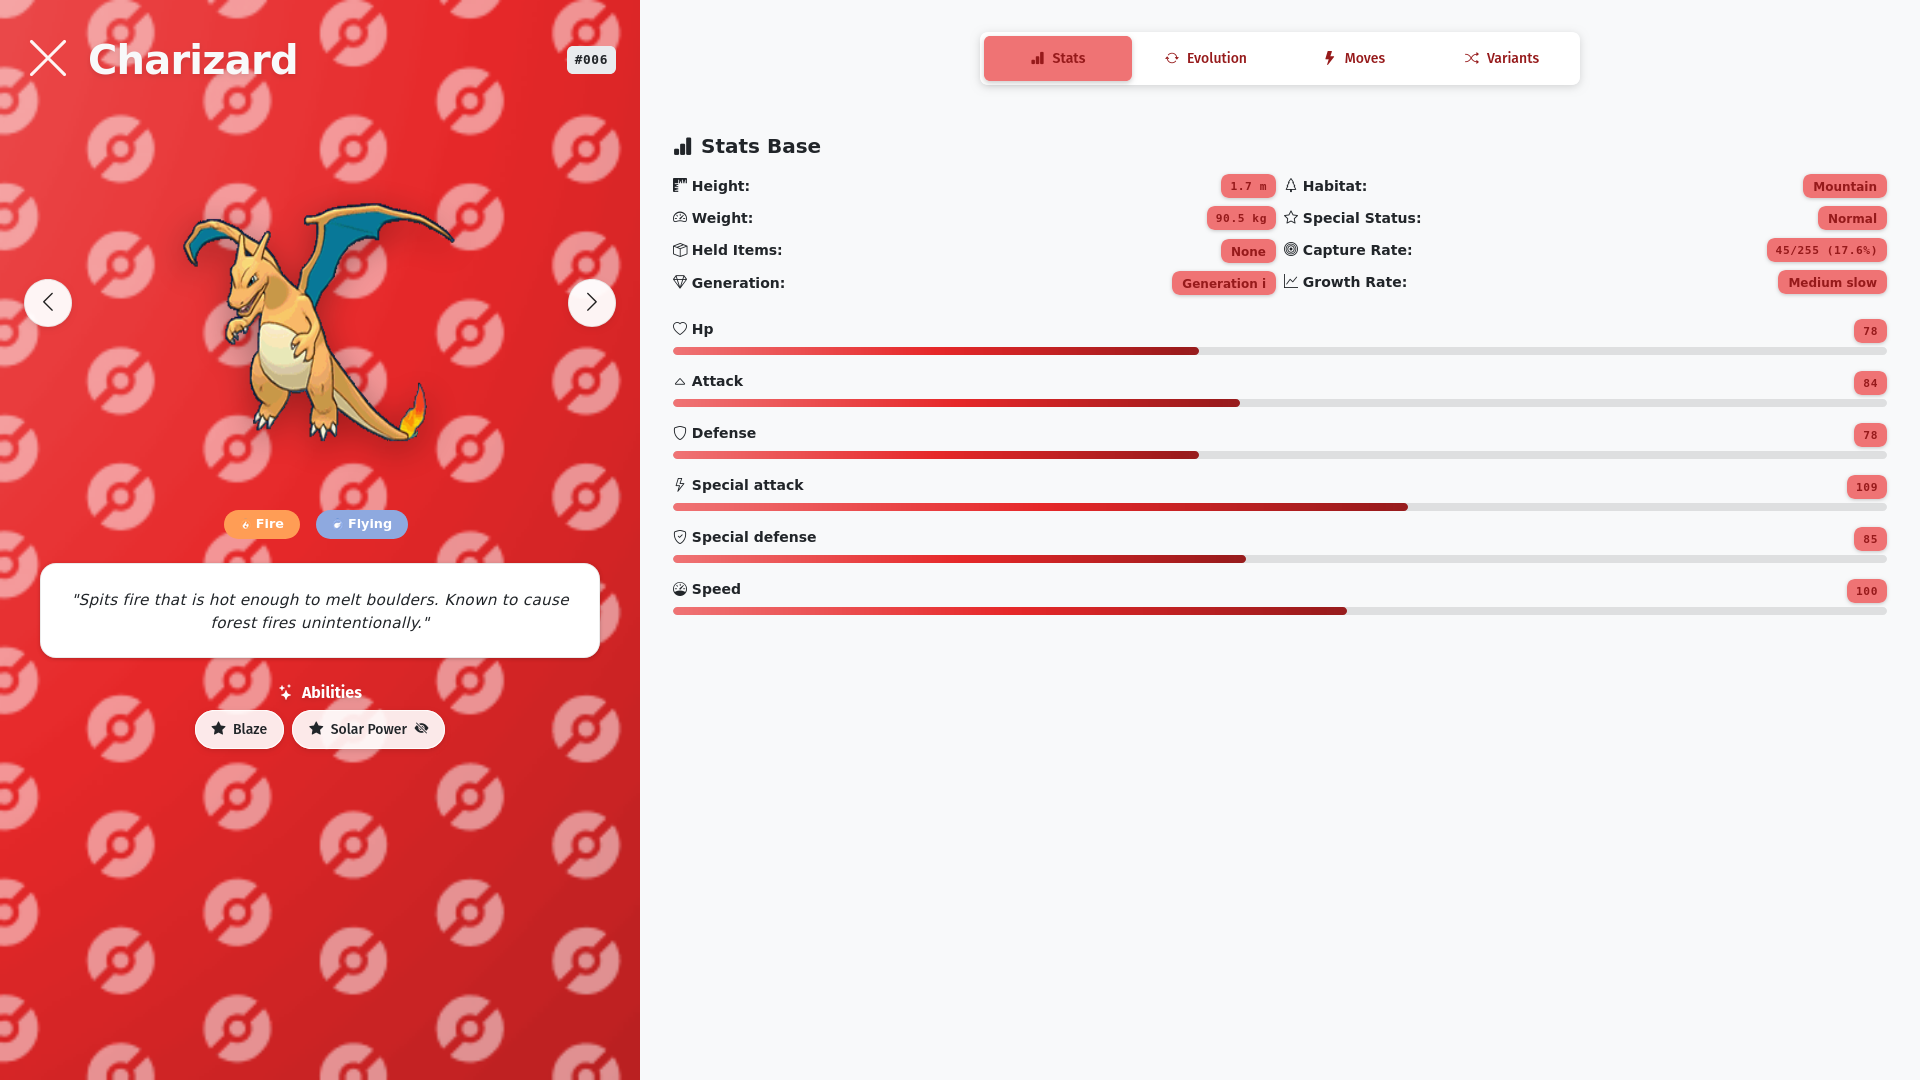 Charizard
#006
Fire
Flying
"Spits fire that is hot enough to melt boulders. Known to cause
forest fires unintentionally."
Abilities
Blaze
Solar Power
Stats
Evolution
Moves
Variants
Stats Base
Height: 1.7 m
Weight: 90.5 kg
Held Items: None
Generation: Generation i
Habitat: Mountain
Special Status: Normal
Capture Rate: 45/255 (17.6%)
Growth Rate: Medium slow
Hp 78
Attack 84
Defense 78
Special attack 109
Special defense 85
Speed 100